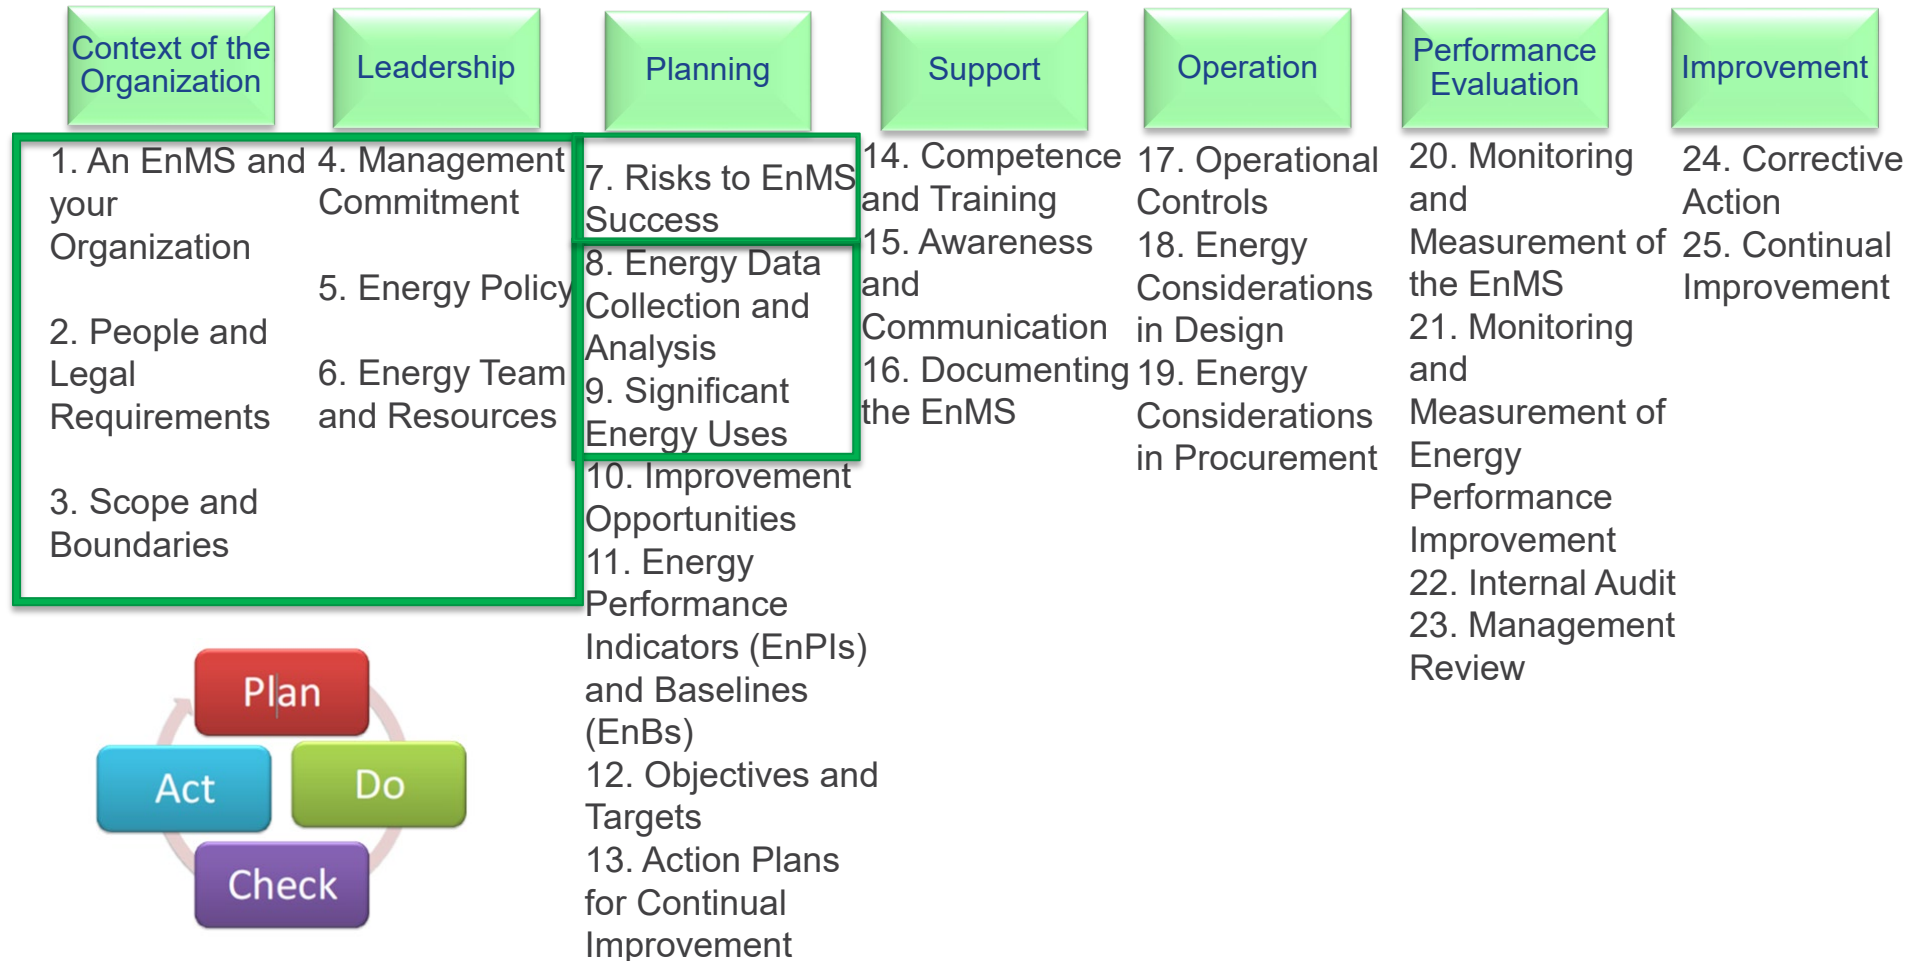 Context of the
Organization
Leadership
Planning
Support
Operation
Performance
Evaluation
Improvement
1. An EnMS and
your
Organization
2. People and
Legal
Requirements
3. Scope and
Boundaries
4. Management
Commitment
5. Energy Policy
6. Energy Team
and Resources
7. Risks to EnMS
Success
8. Energy Data
Collection and
Analysis
9. Significant
Energy Uses
10. Improvement
Opportunities
11. Energy
Performance
Indicators (EnPIs)
and Baselines
(EnBs)
12. Objectives and
Targets
13. Action Plans
for Continual
Improvement
14. Competence
and Training
15. Awareness
and
Communication
16. Documenting
the EnMS
17. Operational
Controls
18. Energy
Considerations
in Design
19. Energy
Considerations
in Procurement
20. Monitoring
and
Measurement of
the EnMS
21. Monitoring
and
Measurement of
Energy
Performance
Improvement
22. Internal Audit
23. Management
Review
24. Corrective
Action
25. Continual
Improvement
Plan
Act
Do
Check